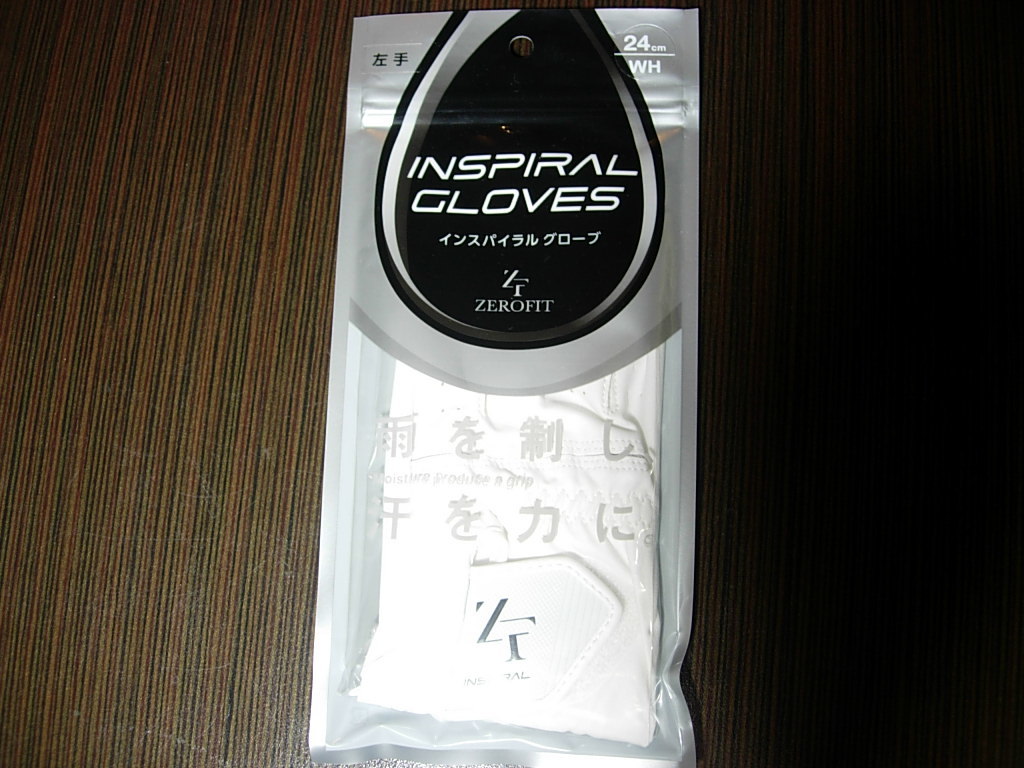 左手
24cm
WH
INSPIRAL
GLOVES
インスパイラル グローブ
ZT
ZEROFIT
雨を制し、
Moisture produce a grip
汗を力に。
ZT
INSPIRAL